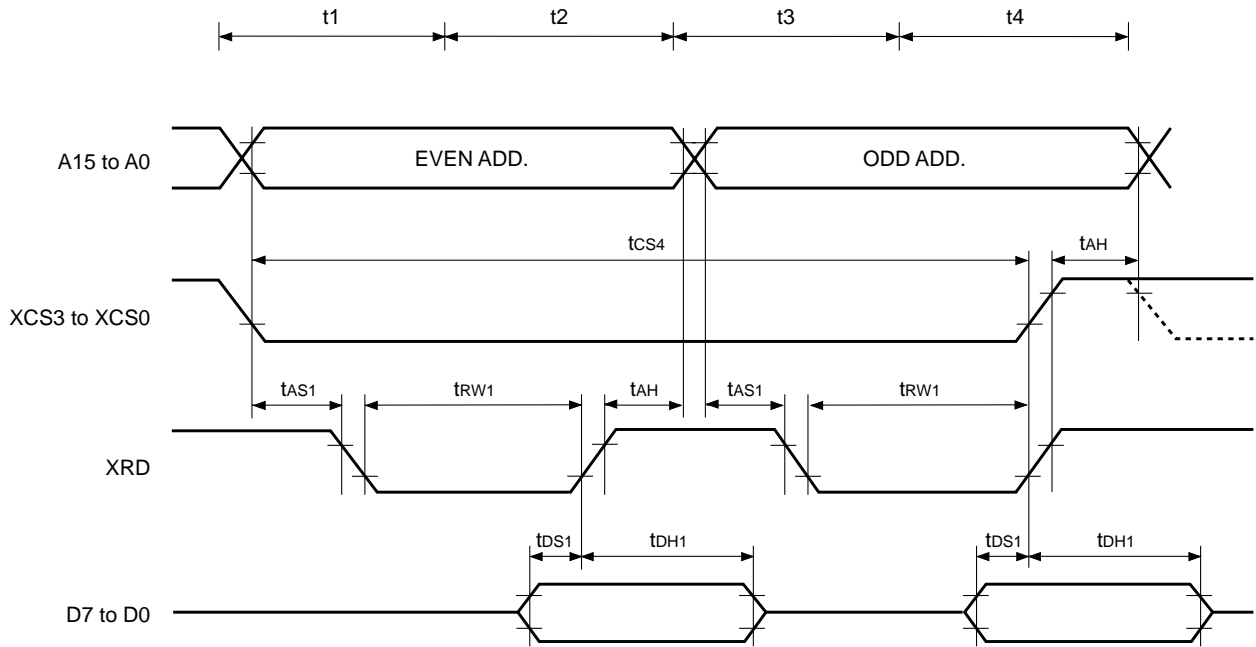 t1 t2 t3 t4
A15 to A0 EVEN ADD. ODD ADD.
tCS4 tAH
XCS3 to XCS0
tAS1 tRW1 tAH tAS1 tRW1
XRD
tDS1 tDH1 tDS1 tDH1
D7 to D0